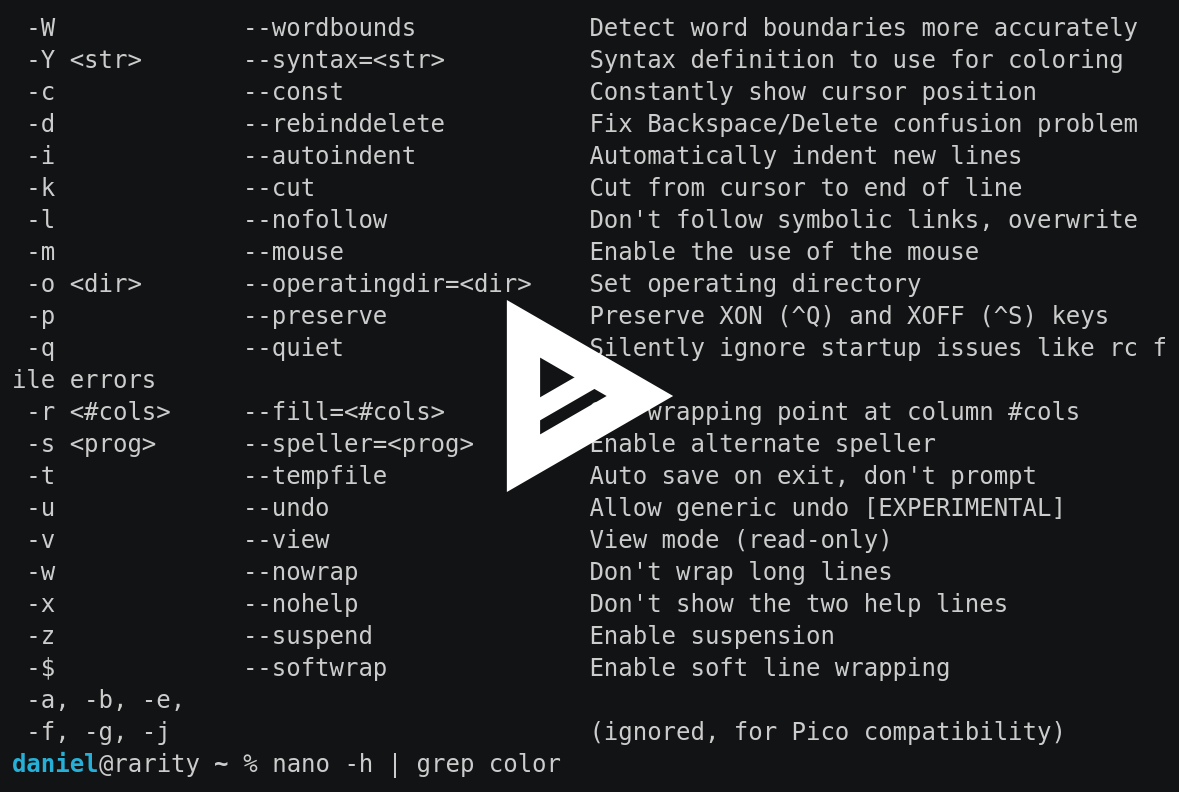 -W --wordbounds Detect word boundaries more accurately
-Y <str> --syntax=<str> Syntax definition to use for coloring
-c --const Constantly show cursor position
-d --rebinddelete Fix Backspace/Delete confusion problem
-i --autoindent Automatically indent new lines
-k --cut Cut from cursor to end of line
-l --nofollow Don't follow symbolic links, overwrite
-m --mouse Enable the use of the mouse
-o <dir> --operatingdir=<dir> Set operating directory
-p --preserve Preserve XON (^Q) and XOFF (^S) keys
-q --quiet Silently ignore startup issues like rc f
ile errors
-r <#cols> --fill=<#cols> wrapping point at column #cols
-s <prog> --speller=<prog> Enable alternate speller
-t --tempfile Auto save on exit, don't prompt
-u --undo Allow generic undo [EXPERIMENTAL]
-v --view View mode (read-only)
-w --nowrap Don't wrap long lines
-x --nohelp Don't show the two help lines
-z --suspend Enable suspension
-$ --softwrap Enable soft line wrapping
-a, -b, -e,
-f, -g, -j (ignored, for Pico compatibility)
daniel@rarity ~ % nano -h | grep color